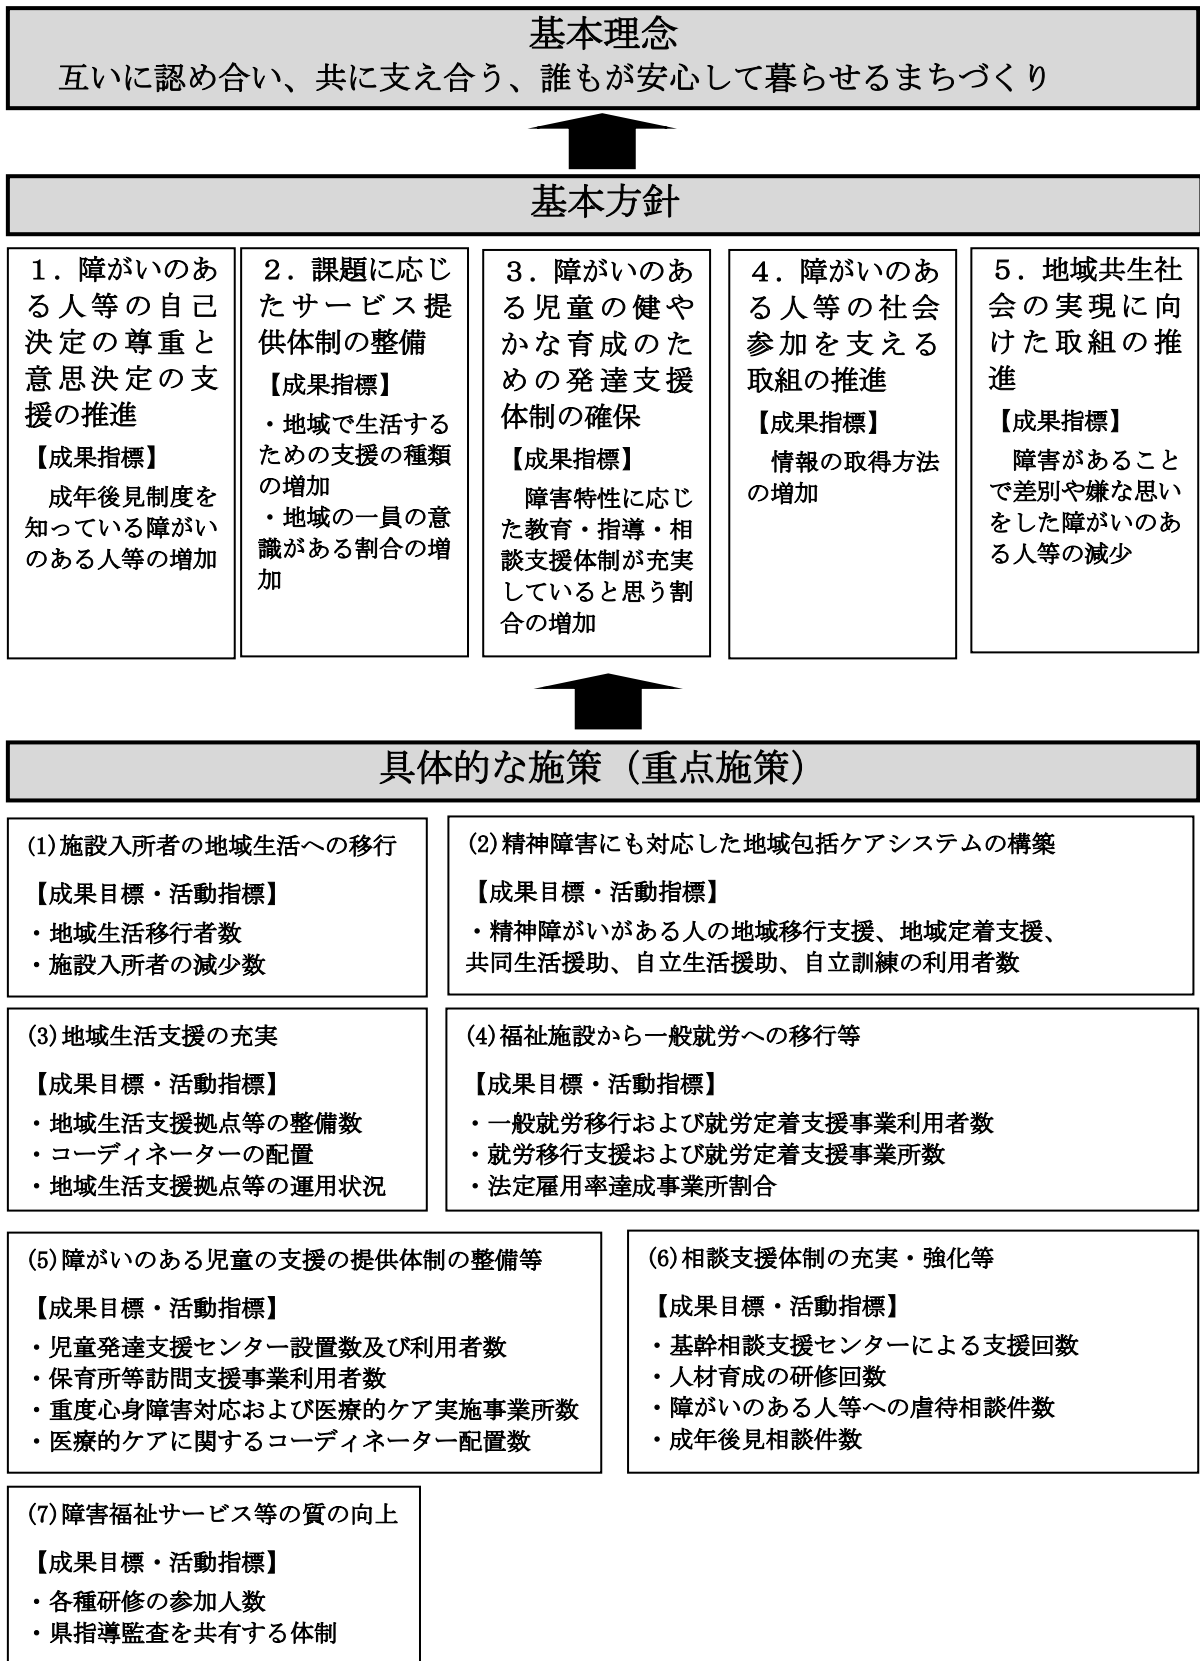 基本理念
互いに認め合い、共に支え合う、誰もが安心して暮らせるまちづくり
基本方針
１．障がいのあ
る人等の自己
決定の尊重と
意思決定の支
援の推進
【成果指標】
成年後見制度を
知っている障がい
のある人等の増加
２．課題に応じ
たサービス提
供体制の整備
【成果指標】
・地域で生活する
ための支援の種類
の増加
・地域の一員の意
識がある割合の増
加
３．障がいのあ
る児童の健や
かな育成のた
めの発達支援
体制の確保
【成果指標】
障害特性に応じ
た教育・指導・相
談支援体制が充実
していると思う割
合の増加
４．障がいのあ
る人等の社会
参加を支える
取組の推進
【成果指標】
情報の取得方法
の増加
５．地域共生社
会の実現に向
けた取組の推
進
【成果指標】
障害があること
で差別や嫌な思い
をした障がいのあ
る人等の減少
具体的な施策（重点施策）
(1)施設入所者の地域生活への移行
【成果目標・活動指標】
・地域生活移行者数
・施設入所者の減少数
(2)精神障害にも対応した地域包括ケアシステムの構築
【成果目標・活動指標】
・精神障がいがある人の地域移行支援、地域定着支援、
共同生活援助、自立生活援助、自立訓練の利用者数
(3)地域生活支援の充実
【成果目標・活動指標】
・地域生活支援拠点等の整備数
・コーディネーターの配置
・地域生活支援拠点等の運用状況
(4)福祉施設から一般就労への移行等
【成果目標・活動指標】
・一般就労移行および就労定着支援事業利用者数
・就労移行支援および就労定着支援事業所数
・法定雇用率達成事業所割合
(5)障がいのある児童の支援の提供体制の整備等
【成果目標・活動指標】
・児童発達支援センター設置数及び利用者数
・保育所等訪問支援事業利用者数
・重度心身障害対応および医療的ケア実施事業所数
・医療的ケアに関するコーディネーター配置数
(6)相談支援体制の充実・強化等
【成果目標・活動指標】
・基幹相談支援センターによる支援回数
・人材育成の研修回数
・障がいのある人等への虐待相談件数
・成年後見相談件数
(7)障害福祉サービス等の質の向上
【成果目標・活動指標】
・各種研修の参加人数
・県指導監査を共有する体制